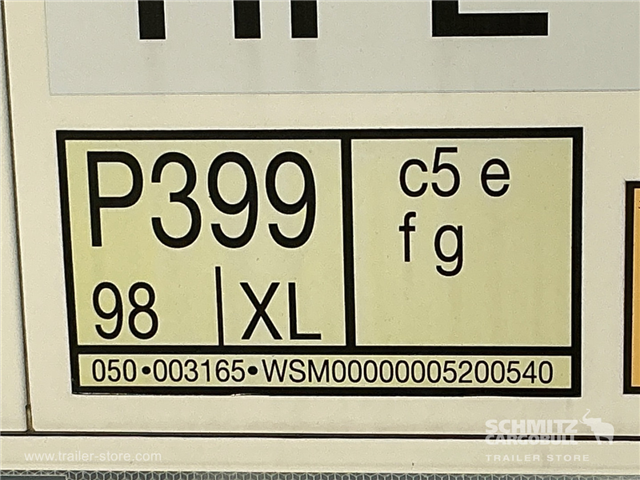 P399
98 | XL
c5 e
f g
050•003165•WSM00000005200540
SCHMITZ
CARGOBULL
TRAILER STORE
www.trailer-store.com